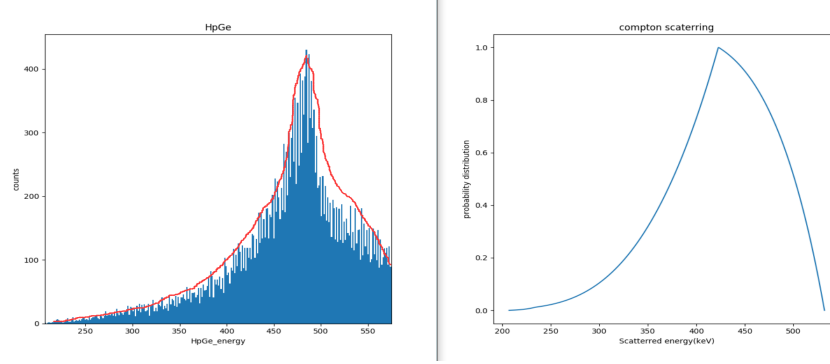 HpGe
counts
400
300
200
100
0
250 300 350 400 450 500 550
HpGe_energy
compton scaterring
probability distribution
1.0
0.8
0.6
0.4
0.2
0.0
200 250 300 350 400 450 500
Scattered energy(keV)